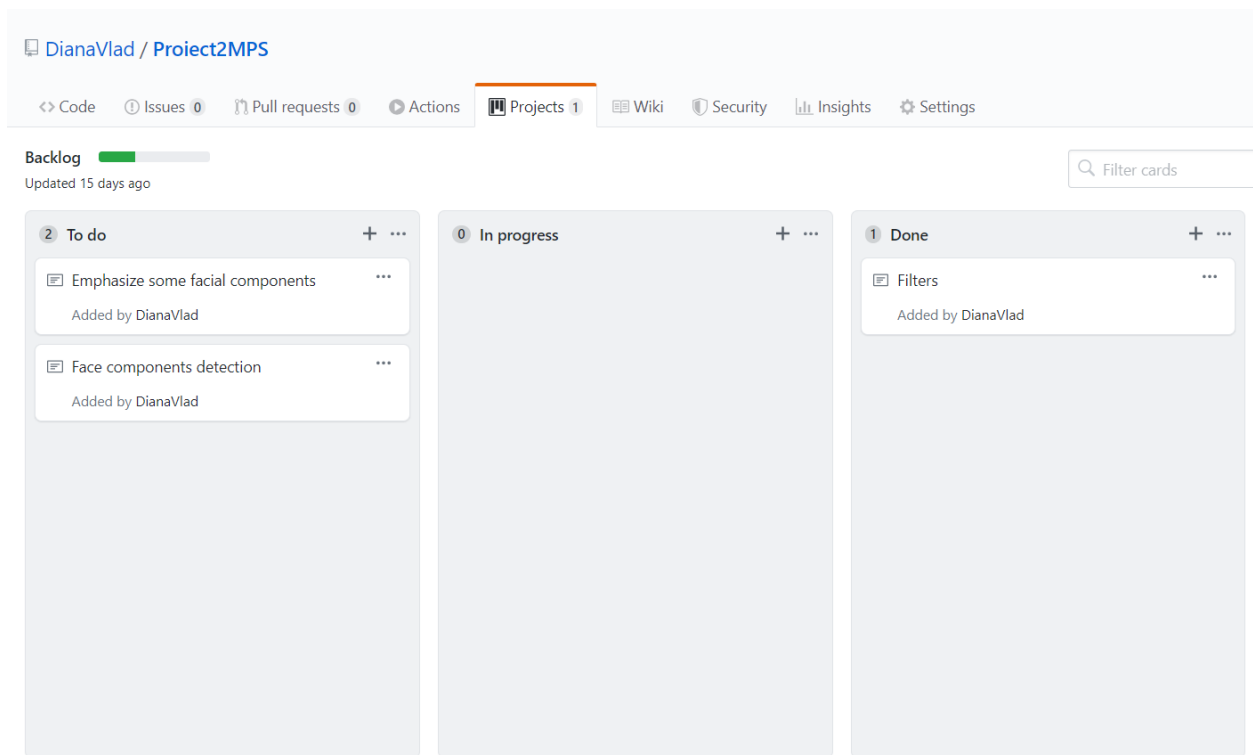 DianaVlad / Proiect2MPS
Code Issues 0 Pull requests 0 Actions Projects 1 Wiki Security Insights Settings
Backlog
Updated 15 days ago
Filter cards
2 To do
Emphasize some facial components
Added by DianaVlad
Face components detection
Added by DianaVlad
0 In progress
1 Done
Filters
Added by DianaVlad